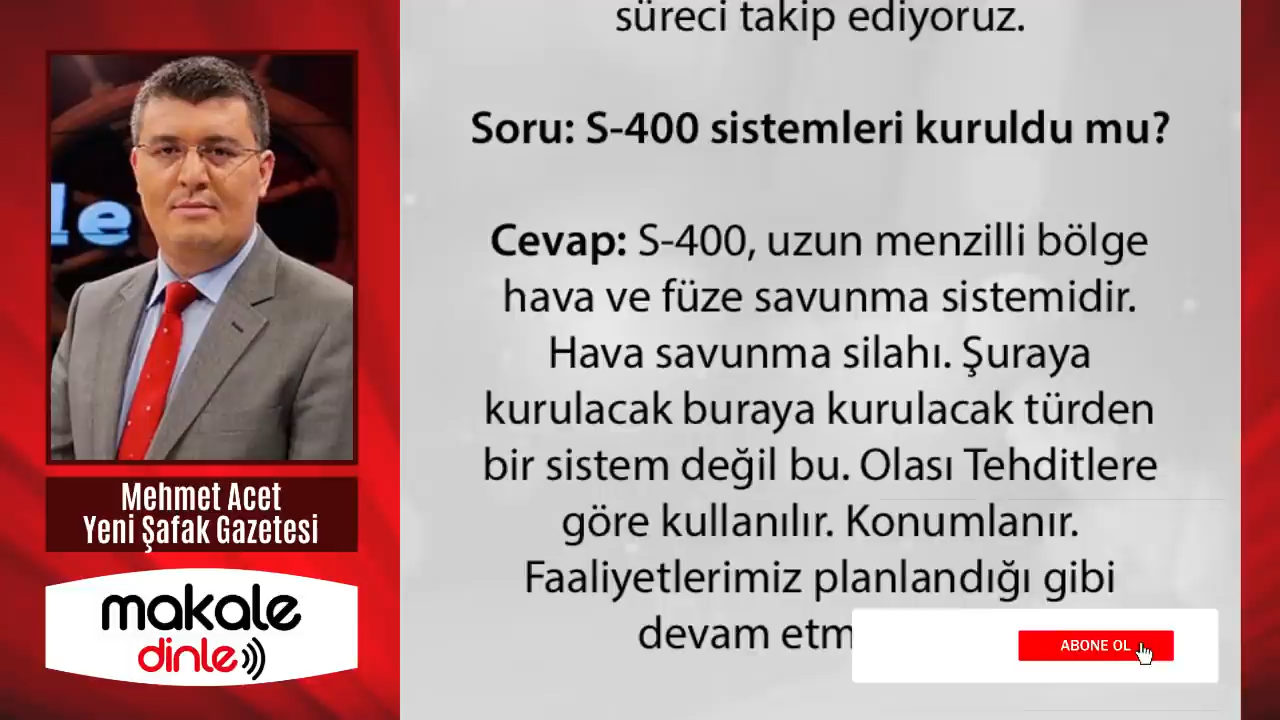 le
Mehmet Acet
Yeni Şafak Gazetesi
makale
dinle
süreci takip ediyoruz.
Soru: S-400 sistemleri kuruldu mu?
Cevap: S-400, uzun menzilli bölge
hava ve füze savunma sistemidir.
Hava savunma silahı. Şuraya
kurulacak buraya kurulacak türden
bir sistem değil bu. Olası Tehditlere
göre kullanılır. Konumlanır.
Faaliyetlerimiz planlandığı gibi
devam
ABONE OL